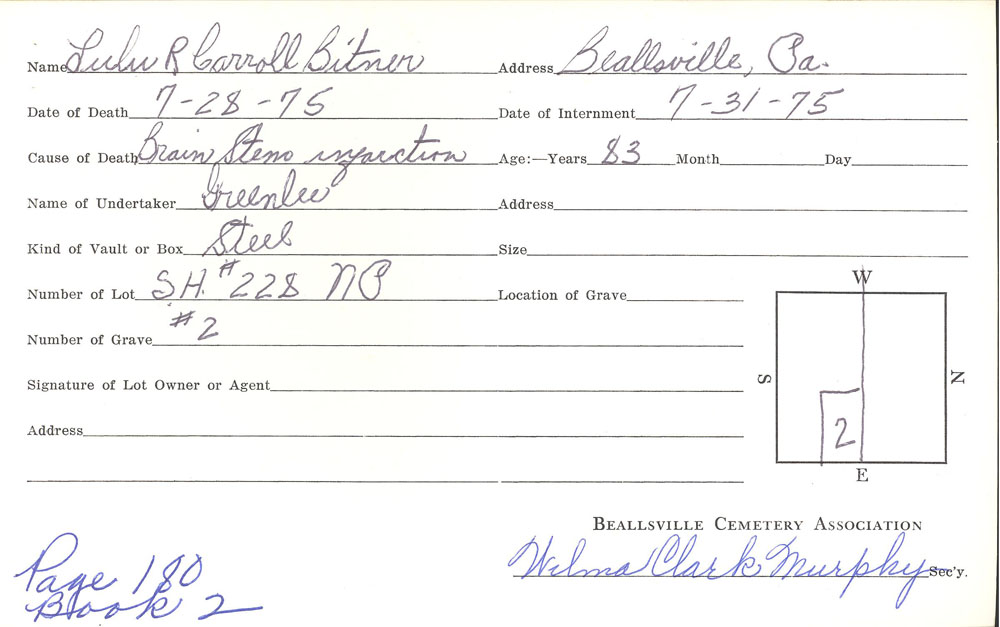 Name Lulu R Carroll Bitner Address Beallsville, Pa.
Date of Death 7-28-75 Date of Internment 7-31-75
Cause of Death Brain Stem infarction Age:—Years 83 Month Day
Name of Undertaker Greenlee Address
Kind of Vault or Box Steel Size
Number of Lot S.H. #228 NP Location of Grave
Number of Grave #2
Signature of Lot Owner or Agent
Address
W
S
N
2
E
BEALLSVILLE CEMETERY ASSOCIATION
Wilma Clark Murphy Sec'y.
Page 180
Book 2